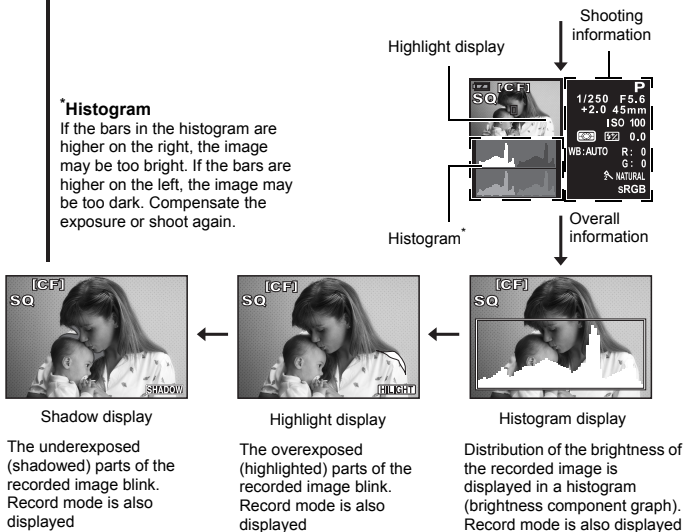 Shooting
information
Highlight display
*Histogram
If the bars in the histogram are
higher on the right, the image
may be too bright. If the bars are
higher on the left, the image may
be too dark. Compensate the
exposure or shoot again.
[CF]
SQ
P
1/250 F5.6
+2.0 45mm
ISO 100
0.0
WB:AUTO R: 0
G: 0
NATURAL
sRGB
Histogram*
Overall
information
[CF]
SQ
SHADOW
[CF]
SQ
HILIGHT
[CF]
SQ
Shadow display
Highlight display
Histogram display
The underexposed
(shadowed) parts of the
recorded image blink.
Record mode is also
displayed
The overexposed
(highlighted) parts of the
recorded image blink.
Record mode is also
displayed
Distribution of the brightness of
the recorded image is
displayed in a histogram
(brightness component graph).
Record mode is also displayed